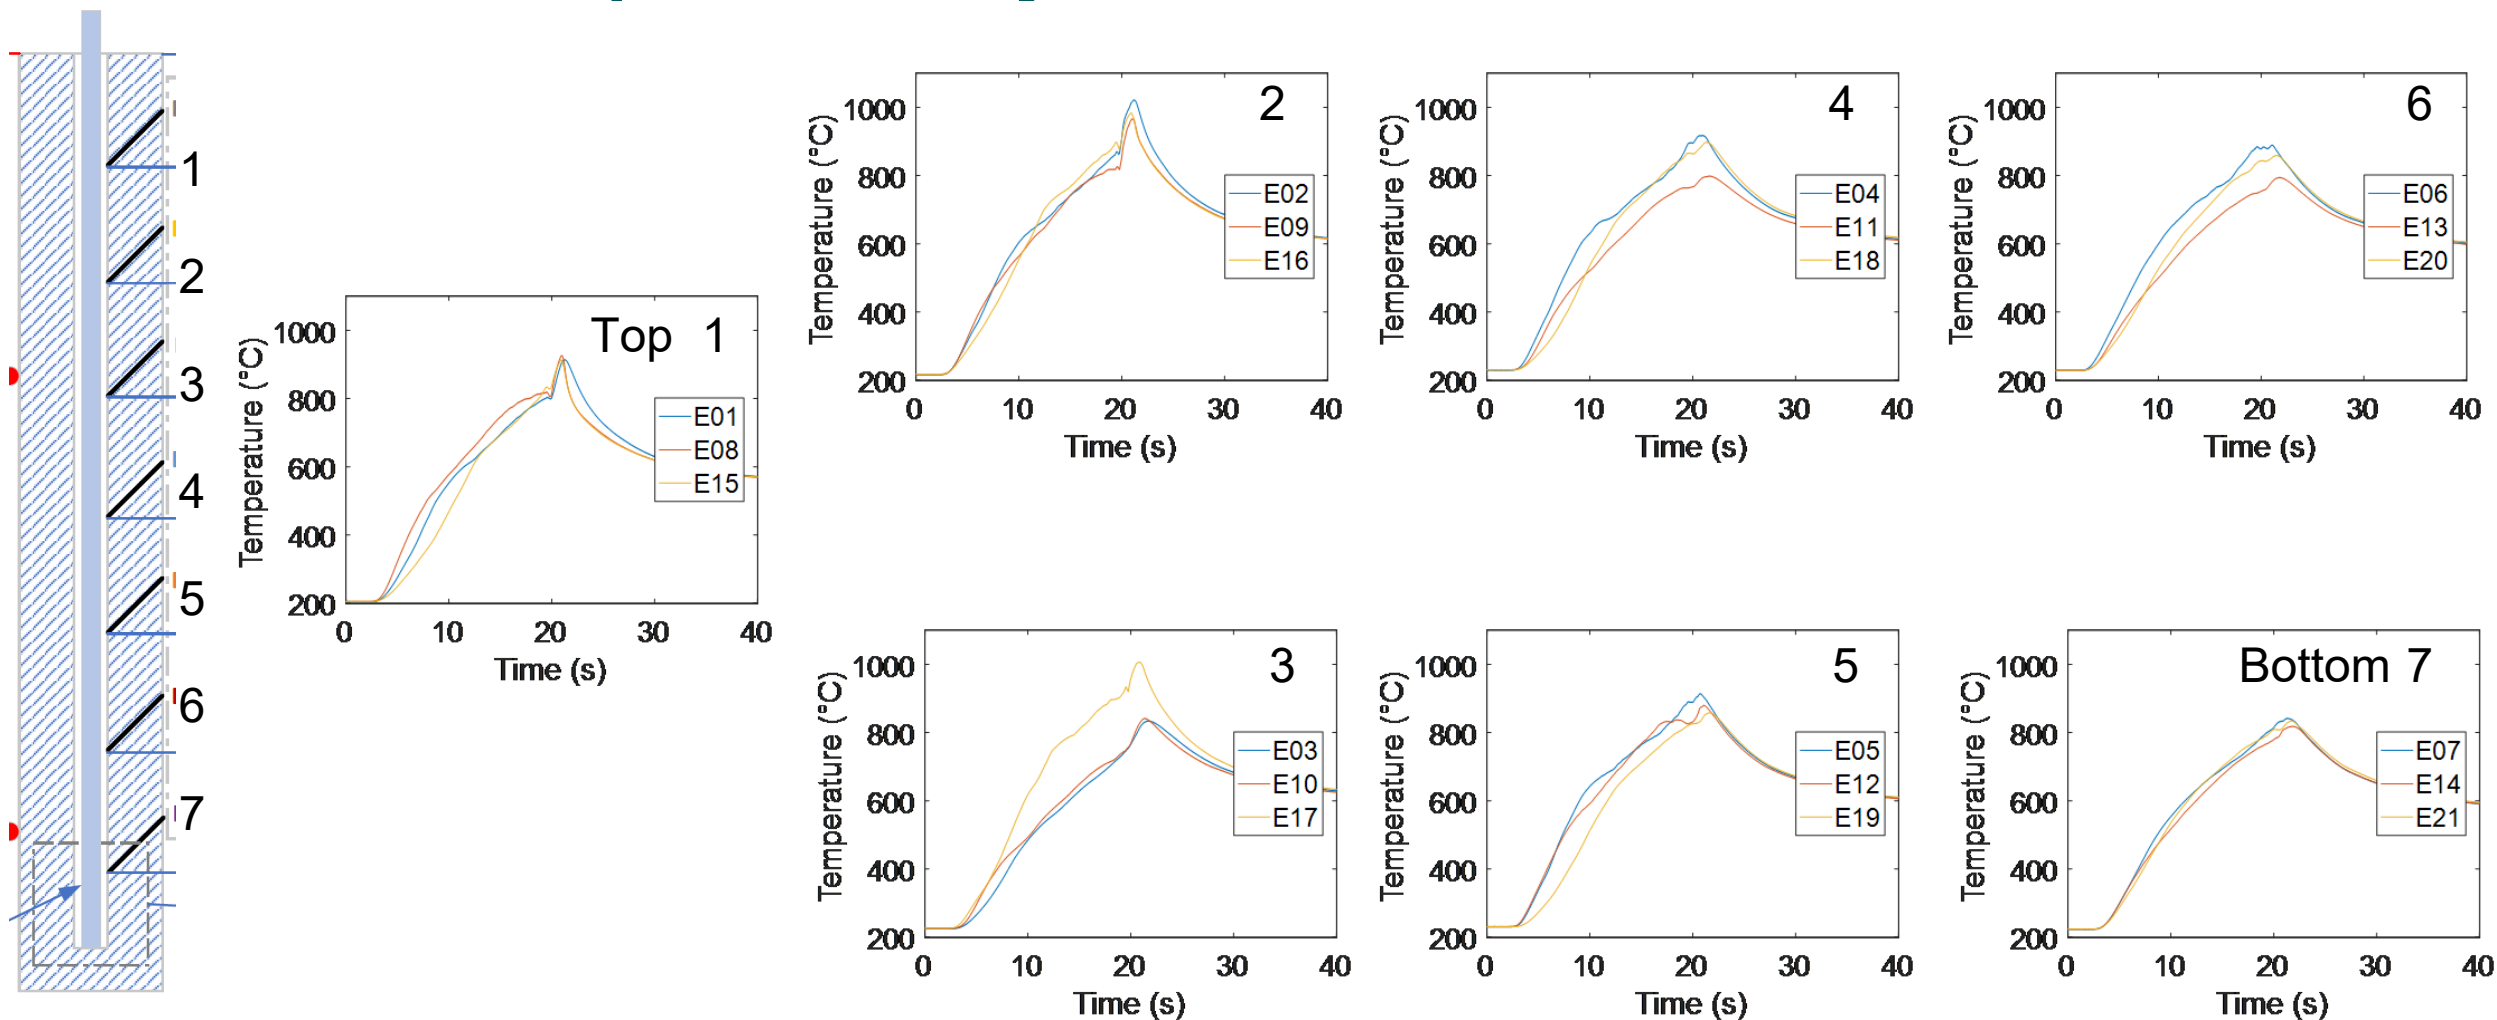 1
2
3
4
5
6
7
Top 1
Temperature (°C)
1000
800
600
400
200
0 10 20 30 40
Time (s)
E01
E08
E15
2
Temperature (°C)
1000
800
600
400
200
0 10 20 30 40
Time (s)
E02
E09
E16
3
Temperature (°C)
1000
800
600
400
200
0 10 20 30 40
Time (s)
E03
E10
E17
4
Temperature (°C)
1000
800
600
400
200
0 10 20 30 40
Time (s)
E04
E11
E18
5
Temperature (°C)
1000
800
600
400
200
0 10 20 30 40
Time (s)
E05
E12
E19
6
Temperature (°C)
1000
800
600
400
200
0 10 20 30 40
Time (s)
E06
E13
E20
Bottom 7
Temperature (°C)
1000
800
600
400
200
0 10 20 30 40
Time (s)
E07
E14
E21